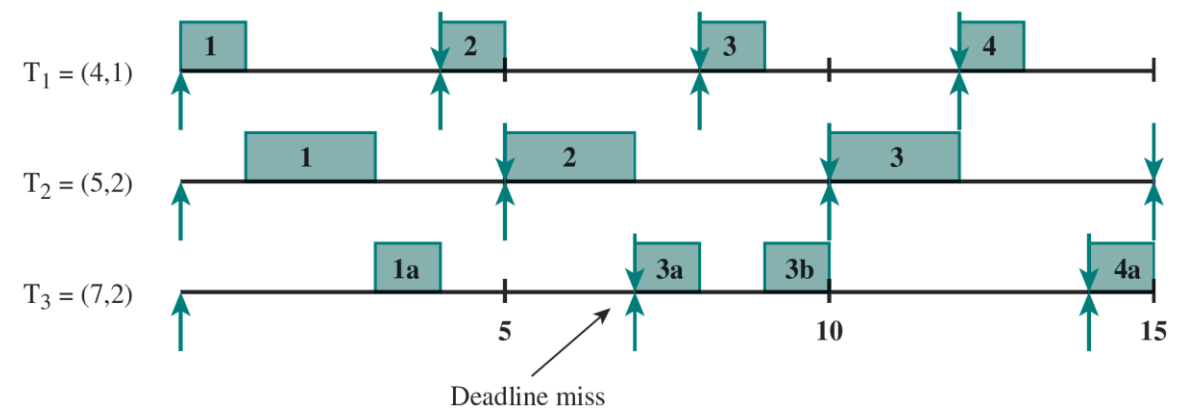 1 2 3 4
T1 = (4,1)
1 2 3
T2 = (5,2)
1a 3a 3b 4a
T3 = (7,2)
5 10 15
Deadline miss